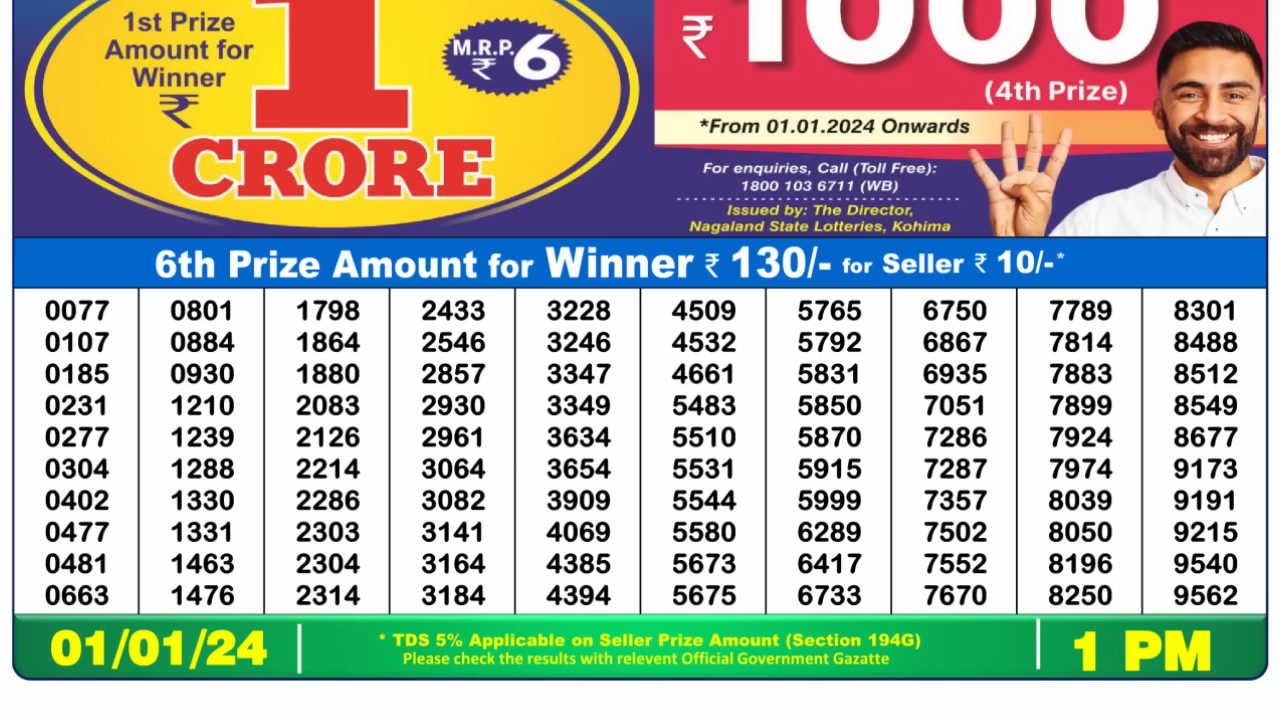 1st Prize
Amount for
Winner
₹
1
CRORE
M.R.P.
₹ 6
₹ 1000
(4th Prize)
*From 01.01.2024 Onwards
For enquiries, Call (Toll Free):
1800 103 6711 (WB)
Issued by: The Director,
Nagaland State Lotteries, Kohima
6th Prize Amount for Winner ₹ 130/- for Seller ₹ 10/-*
0077 0801 1798 2433 3228 4509 5765 6750 7789 8301
0107 0884 1864 2546 3246 4532 5792 6867 7814 8488
0185 0930 1880 2857 3347 4661 5831 6935 7883 8512
0231 1210 2083 2930 3349 5483 5850 7051 7899 8549
0277 1239 2126 2961 3634 5510 5870 7286 7924 8677
0304 1288 2214 3064 3654 5531 5915 7287 7974 9173
0402 1330 2286 3082 3909 5544 5999 7357 8039 9191
0477 1331 2303 3141 4069 5580 6289 7502 8050 9215
0481 1463 2304 3164 4385 5673 6417 7552 8196 9540
0663 1476 2314 3184 4394 5675 6733 7670 8250 9562
01/01/24
* TDS 5% Applicable on Seller Prize Amount (Section 194G)
Please check the results with relevent Official Government Gazatte
1 PM